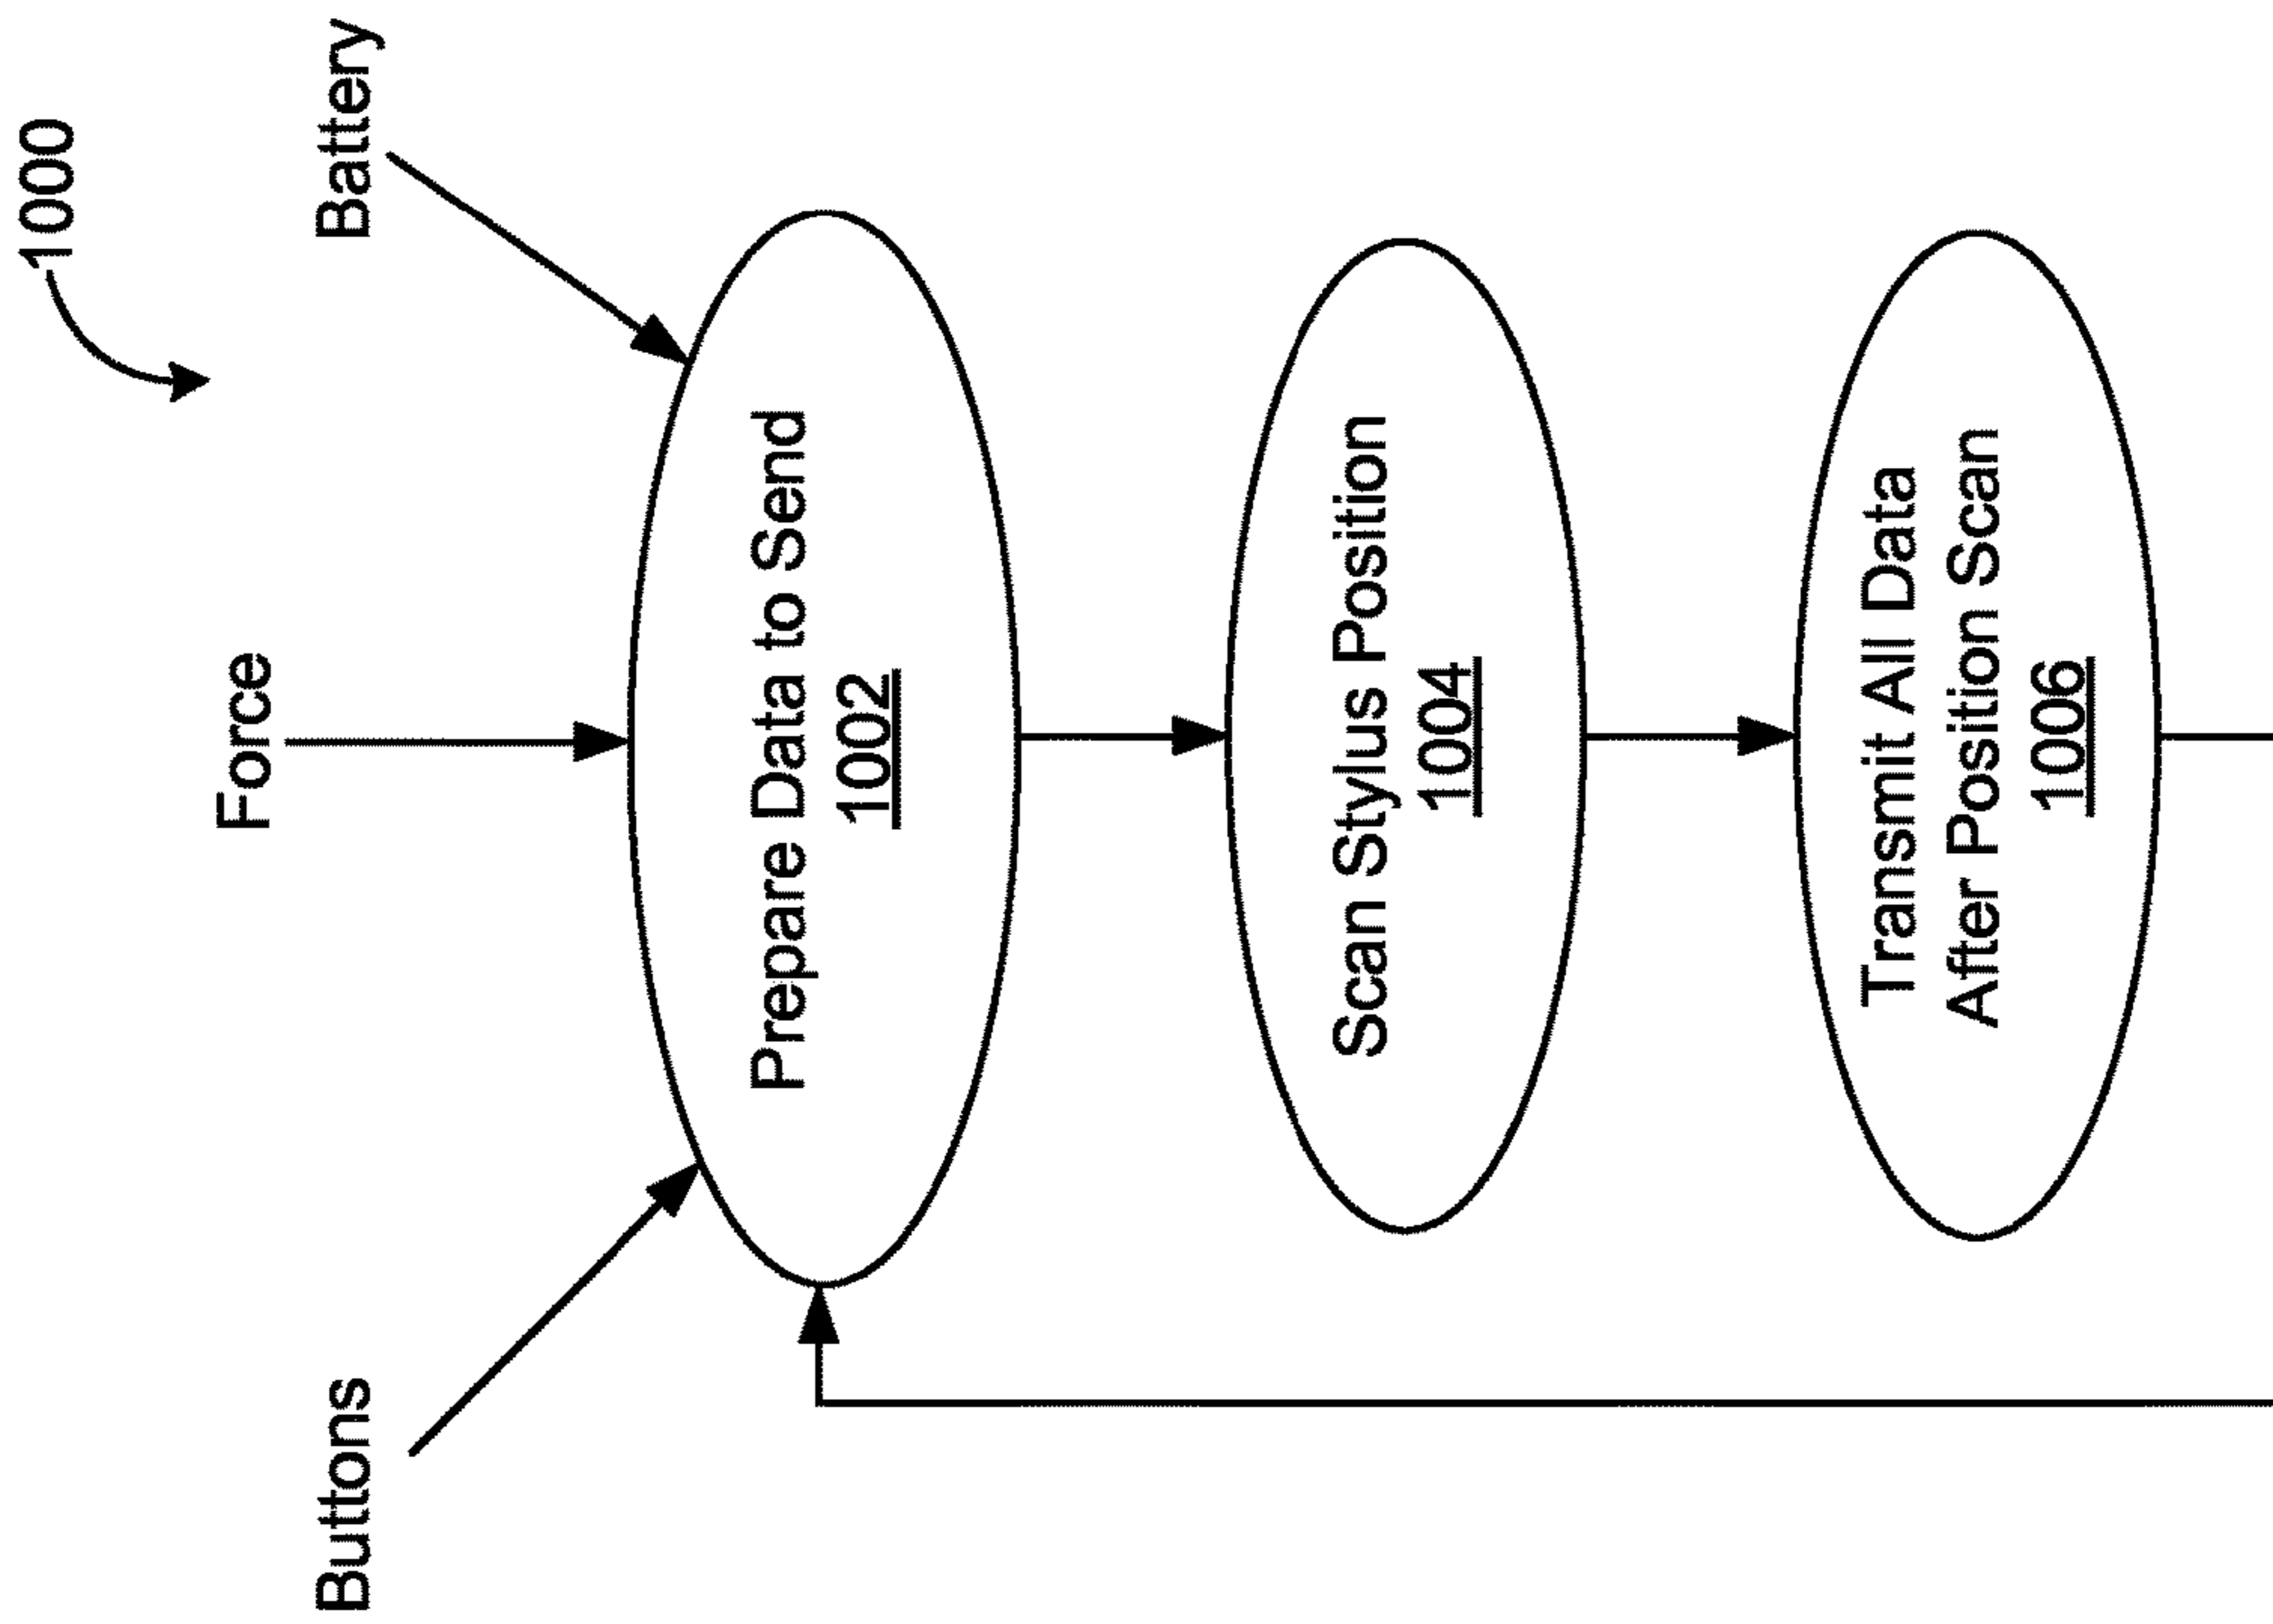 1000
Force
Buttons
Battery
Prepare Data to Send
1002
Scan Stylus Position
1004
Transmit All Data
After Position Scan
1006